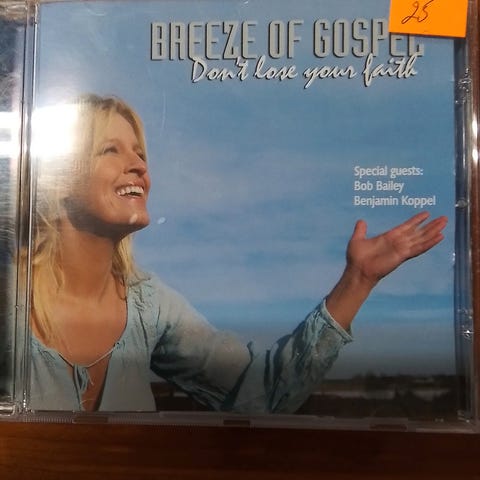 25
BREEZE OF GOSPEL
Don't lose your faith
Special guests:
Bob Bailey
Benjamin Koppel